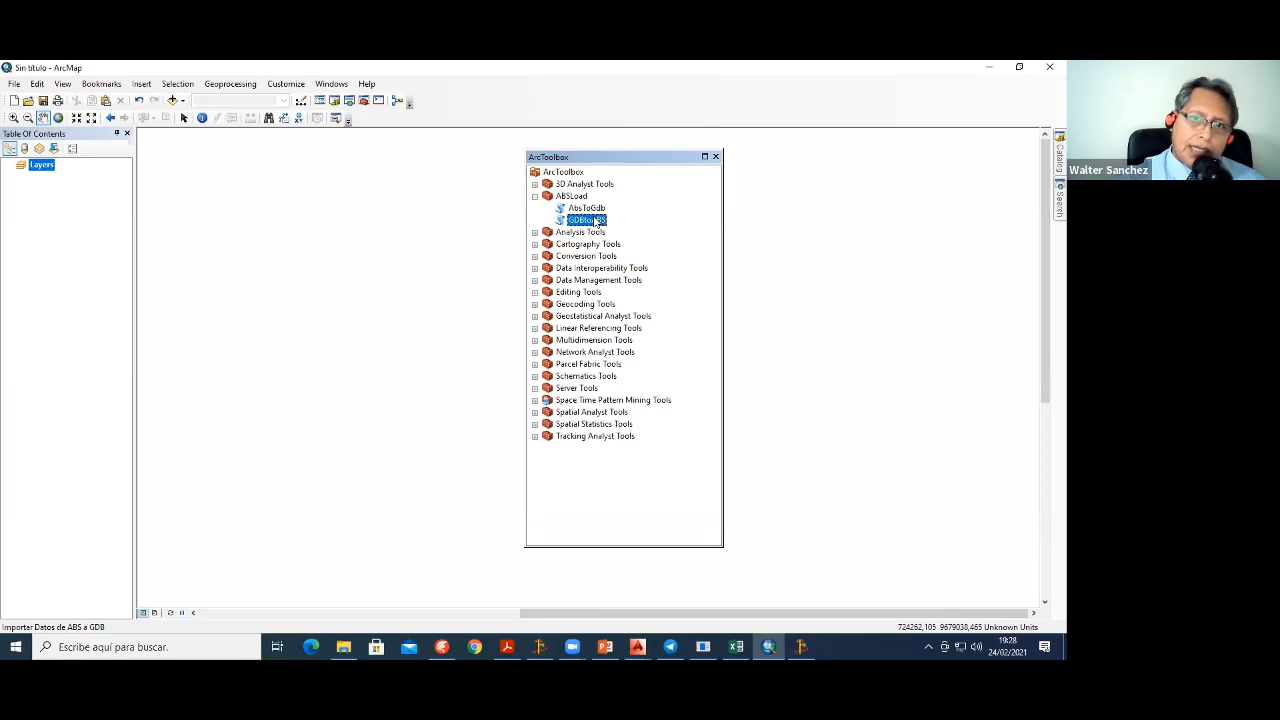 Sin título - ArcMap
File Edit View Bookmarks Insert Selection Geoprocessing Customize Windows Help
Table Of Contents
Layers
ArcToolbox
ArcToolbox
3D Analyst Tools
ABSLoad
AbsToGdb
Analysis Tools
Cartography Tools
Conversion Tools
Data Interoperability Tools
Data Management Tools
Editing Tools
Geocoding Tools
Geostatistical Analyst Tools
Linear Referencing Tools
Multidimension Tools
Network Analyst Tools
Parcel Fabric Tools
Schematics Tools
Server Tools
Space Time Pattern Mining Tools
Spatial Analyst Tools
Spatial Statistics Tools
Tracking Analyst Tools
Catalog
Search
Walter Sanchez
Importar Datos de ABS a GDB
724262,105 9679038,465 Unknown Units
Escribe aquí para buscar.
19:28
24/02/2021